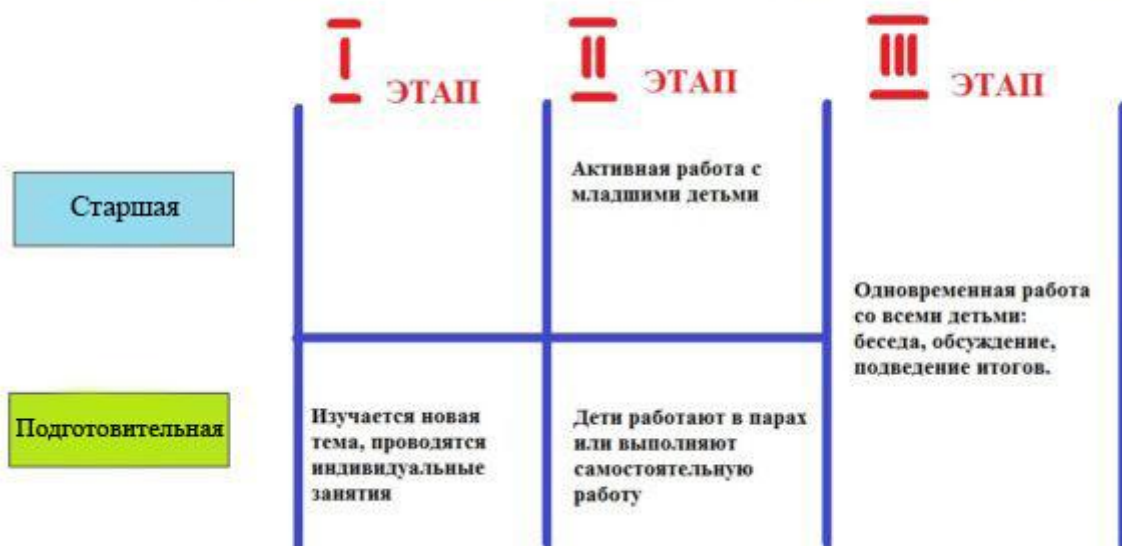 I ЭТАП
II ЭТАП
III ЭТАП
Старшая
Активная работа с
младшими детьми
Одновременная работа
со всеми детьми:
беседа, обсуждение,
подведение итогов.
Подготовительная
Изучается новая
тема, проводятся
индивидуальные
занятия
Дети работают в парах
или выполняют
самостоятельную
работу